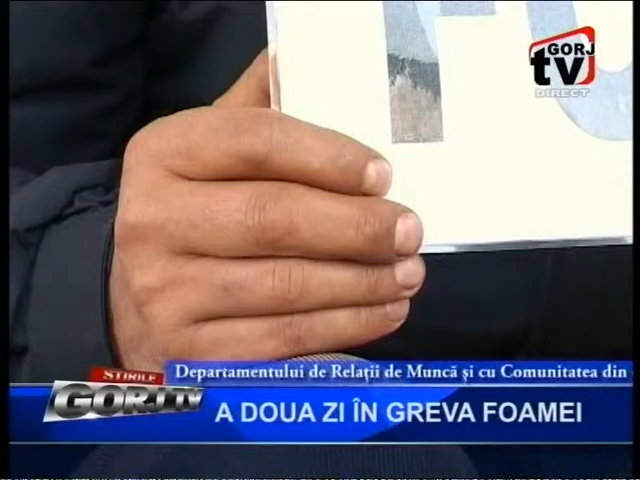 GORJ
tv
DIRECT
Departamentului de Relații de Muncă și cu Comunitatea din
ȘTIRILE
GORJ TV
A DOUA ZI ÎN GREVA FOAMEI